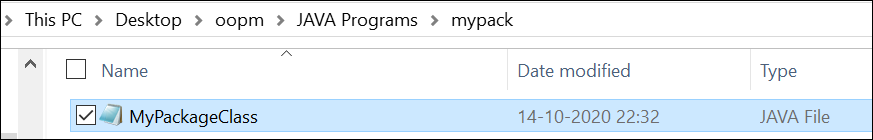 This PC Desktop oopm JAVA Programs mypack
Name Date modified Type
MyPackageClass 14-10-2020 22:32 JAVA File